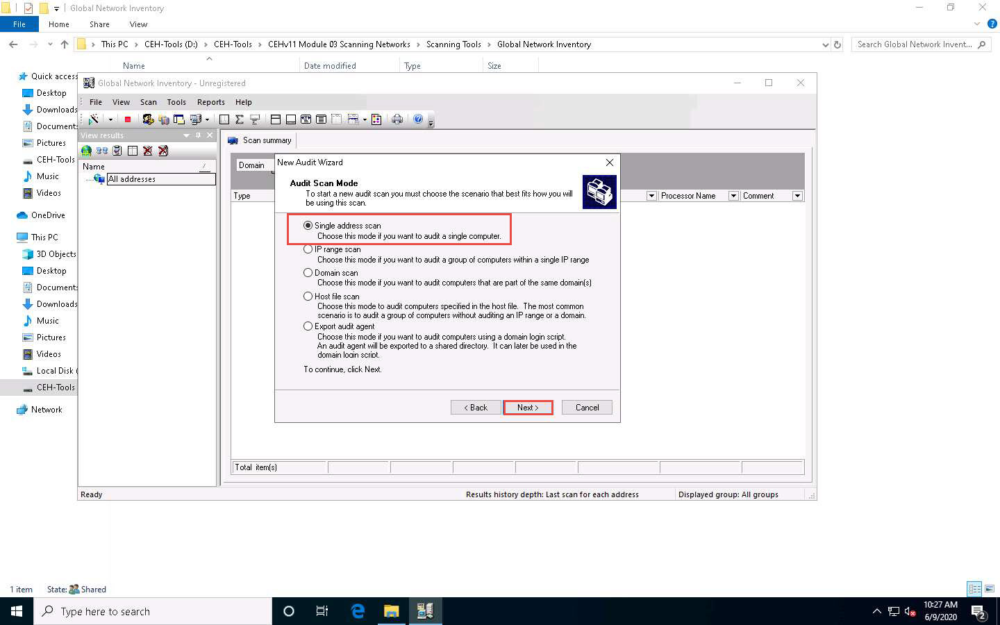 Global Network Inventory
File
Home
Share
View
This PC > CEH-Tools (D:) > CEH-Tools > CEHv11 Module 03 Scanning Networks > Scanning Tools > Global Network Inventory
Search Global Network Invent...
Name
Date modified
Type
Size
Quick access
Desktop
Downloads
Documents
Pictures
CEH-Tools
Music
Videos
OneDrive
This PC
3D Objects
Desktop
Documents
Downloads
Music
Pictures
Videos
Local Disk (
CEH-Tools
Network
Global Network Inventory - Unregistered
File View Scan Tools Reports Help
View results
Name
All addresses
Scan summary
Domain
Type
Processor Name
Comment
New Audit Wizard
Audit Scan Mode
To start a new audit scan you must choose the scenario that best fits how you will
be using this scan.
Single address scan
Choose this mode if you want to audit a single computer.
IP range scan
Choose this mode if you want to audit a group of computers within a single IP range
Domain scan
Choose this mode if you want to audit computers that are part of the same domain(s)
Host file scan
Choose this mode to audit computers specified in the host file. The most common
scenario is to audit a group of computers without auditing an IP range or a domain.
Export audit agent
Choose this mode if you want to audit computers using a domain login script.
An audit agent will be exported to a shared directory. It can later be used in the
domain login script.
To continue, click Next.
< Back
Next >
Cancel
Total item(s)
Ready
Results history depth: Last scan for each address
Displayed group: All groups
1 item
State: Shared
Type here to search
10:27 AM
6/9/2020
2